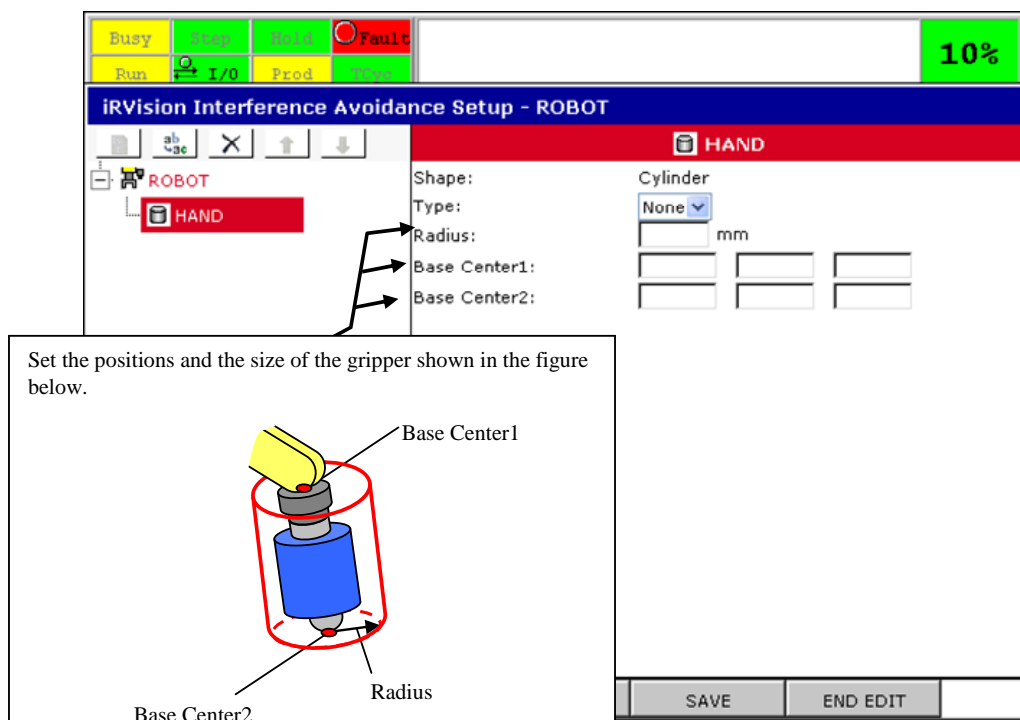 Busy Step Hold Fault
Run I/O Prod TCyc
10%
iRVision Interference Avoidance Setup - ROBOT
HAND
ROBOT
HAND
Shape: Cylinder
Type: None
Radius: mm
Base Center1:
Base Center2:
Set the positions and the size of the gripper shown in the figure
below.
Base Center1
Radius
Base Center2
SAVE END EDIT